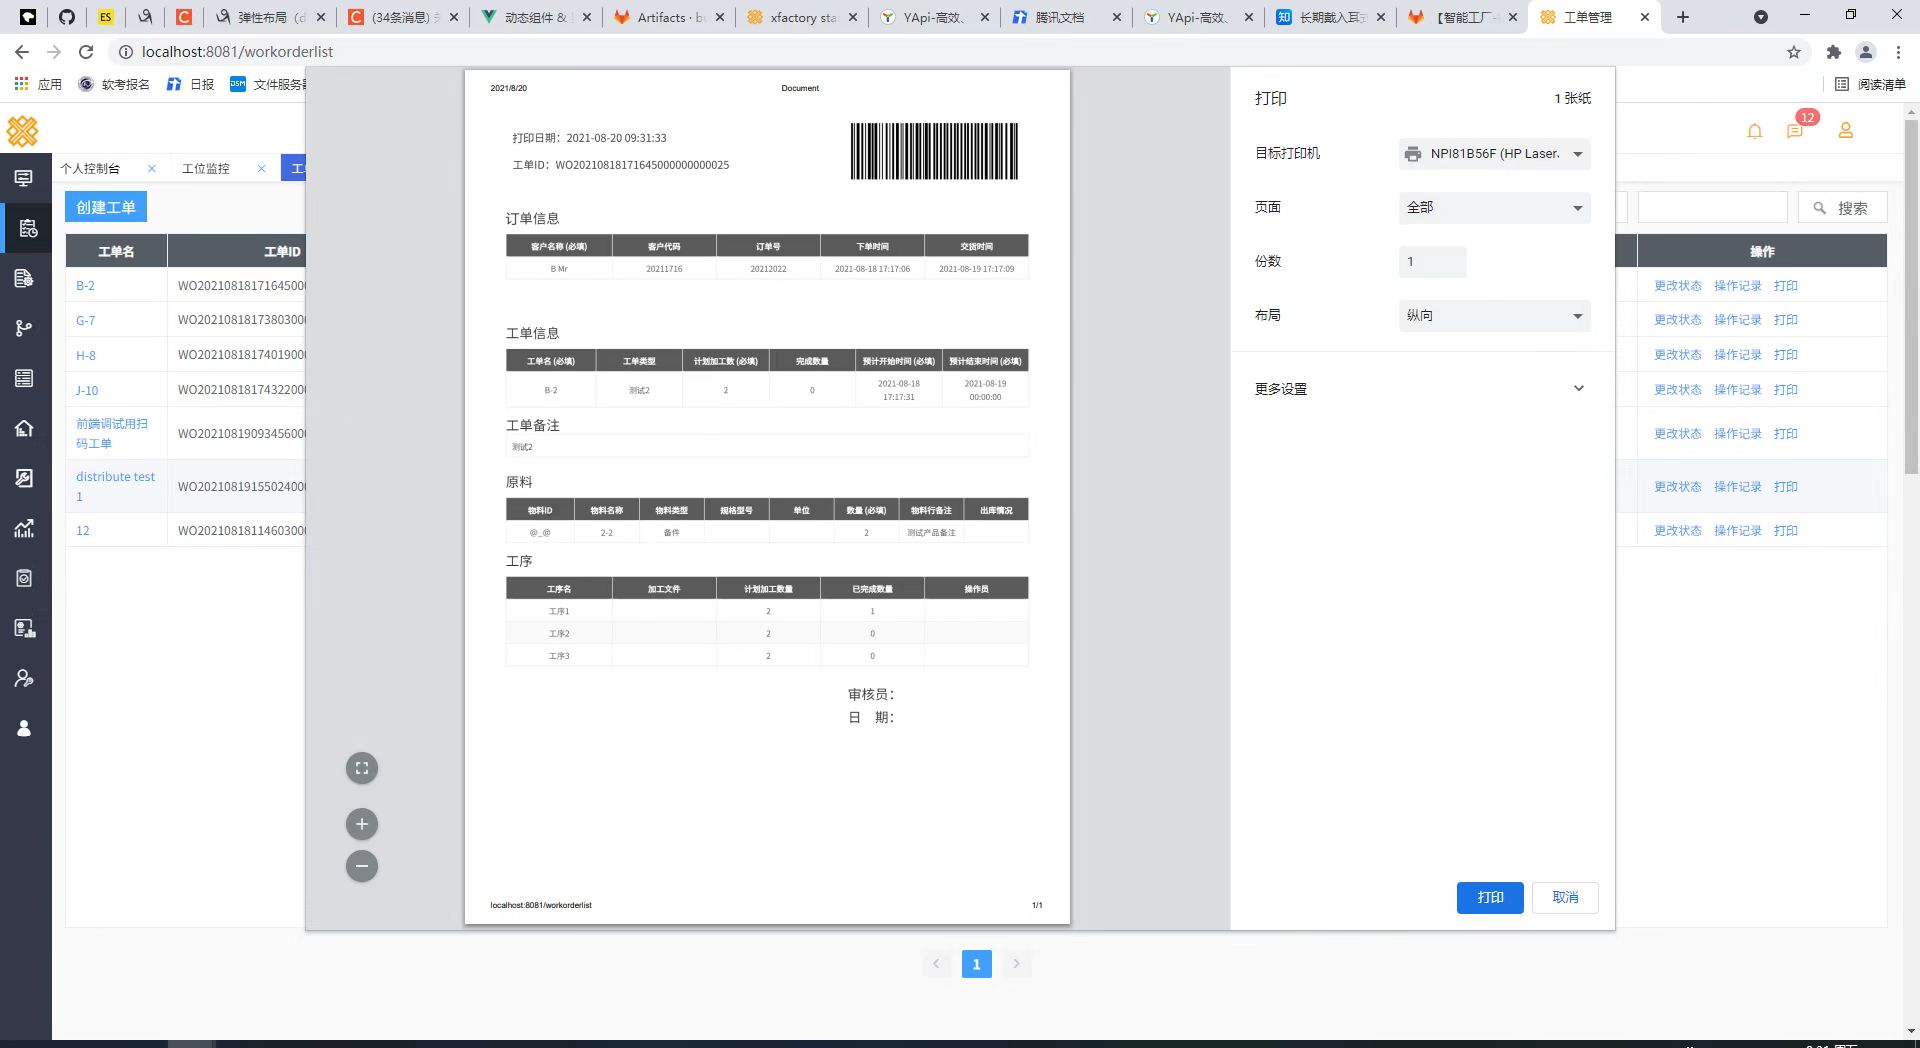 ES
弹性布局（d
(34条消息)
动态组件 &
Artifacts · b
xfactory sta
YApi-高效、
腾讯文档
YApi-高效、
知 长期戴入耳
【智能工厂-
工单管理
localhost:8081/workorderlist
应用
软考报名
日报
DSM 文件服务器
阅读清单
12
个人控制台
工位监控
工
创建工单
搜索
工单名 工单ID 操作
B-2 WO20210818171645000 更改状态 操作记录 打印
G-7 WO20210818173803000 更改状态 操作记录 打印
H-8 WO20210818174019000 更改状态 操作记录 打印
J-10 WO20210818174322000 更改状态 操作记录 打印
前端调试用扫
码工单 WO20210819093456000 更改状态 操作记录 打印
distribute test
1 WO20210819155024000 更改状态 操作记录 打印
12 WO20210818114603000 更改状态 操作记录 打印
1
2021/8/20 Document
打印日期：2021-08-20 09:31:33
工单ID：WO20210818171645000000000025
订单信息
客户名称 (必填) 客户代码 订单号 下单时间 交货时间
B Mr 20211716 20212022 2021-08-18 17:17:06 2021-08-19 17:17:09
工单信息
工单名 (必填) 工单类型 计划加工数 (必填) 完成数量 预计开始时间 (必填) 预计结束时间 (必填)
B-2 测试2 2 0 2021-08-18 17:17:31 2021-08-19 00:00:00
工单备注
测试2
原料
物料ID 物料名称 物料类型 规格型号 单位 数量 (必填) 物料行备注 出库情况
@_@ 2-2 备件 2 测试产品备注
工序
工序名 加工文件 计划加工数量 已完成数量 操作员
工序1 2 1
工序2 2 0
工序3 2 0
审核员：
日 期：
localhost:8081/workorderlist 1/1
打印 1 张纸
目标打印机 NPI81B56F (HP Laser.
页面 全部
份数 1
布局 纵向
更多设置
打印 取消